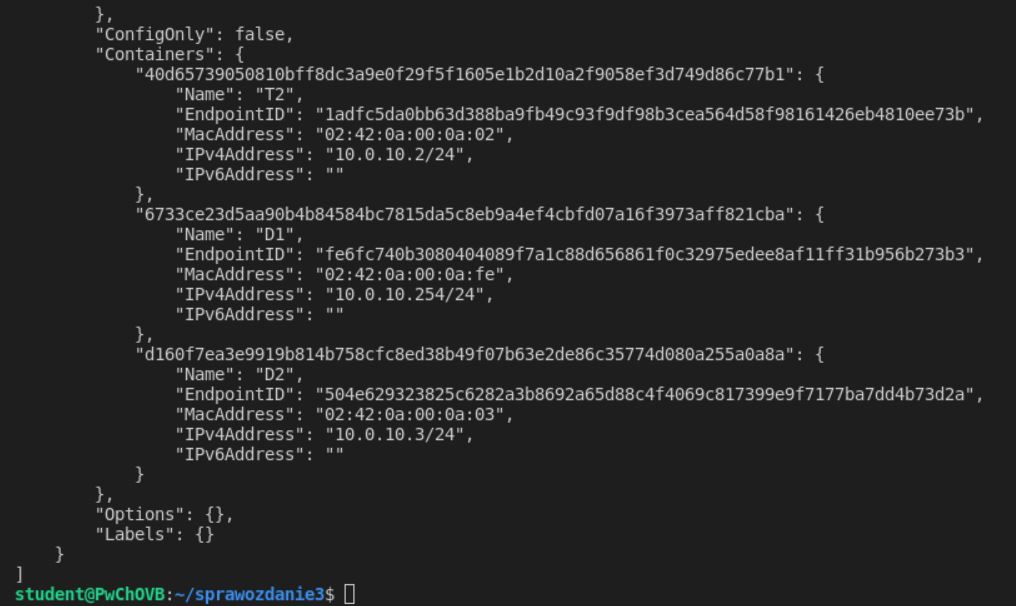 },
"ConfigOnly": false,
"Containers": {
"40d65739050810bff8dc3a9e0f29f5f1605e1b2d10a2f9058ef3d749d86c77b1": {
"Name": "T2",
"EndpointID": "1adfc5da0bb63d388ba9fb49c93f9df98b3cea564d58f98161426eb4810ee73b",
"MacAddress": "02:42:0a:00:0a:02",
"IPv4Address": "10.0.10.2/24",
"IPv6Address": ""
},
"6733ce23d5aa90b4b84584bc7815da5c8eb9a4ef4cbfd07a16f3973aff821cba": {
"Name": "D1",
"EndpointID": "fe6fc740b3080404089f7a1c88d656861f0c32975edee8af11ff31b956b273b3",
"MacAddress": "02:42:0a:00:0a:fe",
"IPv4Address": "10.0.10.254/24",
"IPv6Address": ""
},
"d160f7ea3e9919b814b758cfc8ed38b49f07b63e2de86c35774d080a255a0a8a": {
"Name": "D2",
"EndpointID": "504e629323825c6282a3b8692a65d88c4f4069c817399e9f7177ba7dd4b73d2a",
"MacAddress": "02:42:0a:00:0a:03",
"IPv4Address": "10.0.10.3/24",
"IPv6Address": ""
}
},
"Options": {},
"Labels": {}
}
]
student@PwChOVB:~/sprawozdanie3$